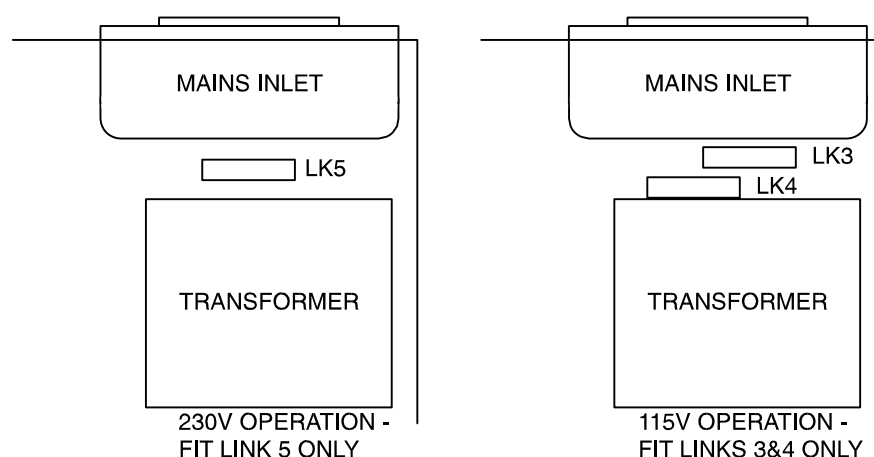 MAINS INLET
LK5
TRANSFORMER
230V OPERATION -
FIT LINK 5 ONLY
MAINS INLET
LK3
LK4
TRANSFORMER
115V OPERATION -
FIT LINKS 3&4 ONLY